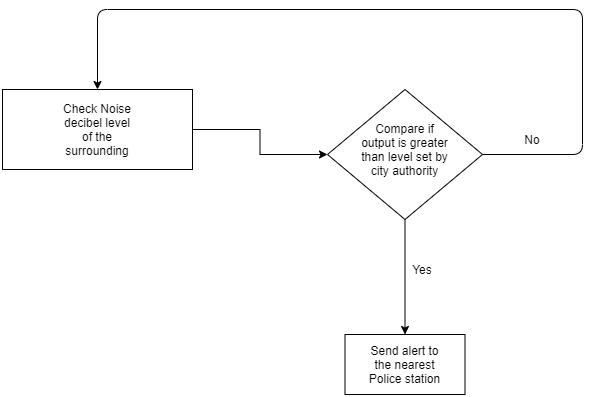 Check Noise
decibel level
of the
surrounding
Compare if
output is greater
than level set by
city authority
No
Yes
Send alert to
the nearest
Police station